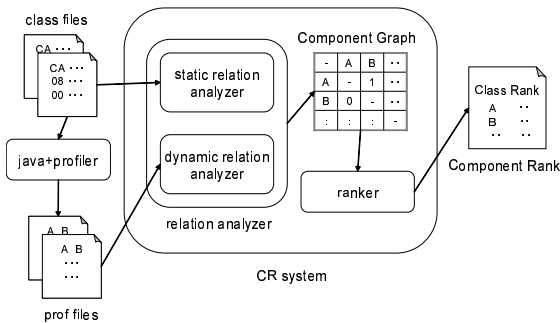 class files
CA ...
CA ...
08 ...
00 ...
java+profiler
A B
A B
...
...
prof files
static relation
analyzer
dynamic relation
analyzer
relation analyzer
Component Graph
- A B ..
A - 1 ..
B 0 - ..
: : : -
ranker
CR system
Class Rank
A ..
B ..
.. ..
Component Rank